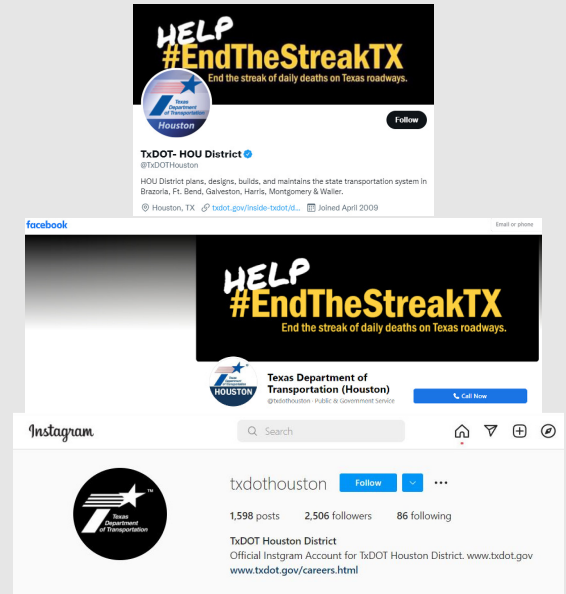 HELP
#EndTheStreakTX
End the streak of daily deaths on Texas roadways.
Texas
Department
of Transportation
Houston
Follow
TxDOT- HOU District
@TxDOTHouston
HOU District plans, designs, builds, and maintains the state transportation system in
Brazoria, Ft. Bend, Galveston, Harris, Montgomery & Waller.
Houston, TX txdot.gov/inside-txdot/d... Joined April 2009
facebook Email or phone
HELP
#EndTheStreakTX
End the streak of daily deaths on Texas roadways.
HOUSTON
Texas Department of
Transportation (Houston)
@txdothouston · Public & Government Service
Call Now
Instagram Search
TM
Texas
Department
of Transportation
txdothouston Follow
1,598 posts 2,506 followers 86 following
TxDOT Houston District
Official Instgram Account for TxDOT Houston District. www.txdot.gov
www.txdot.gov/careers.html